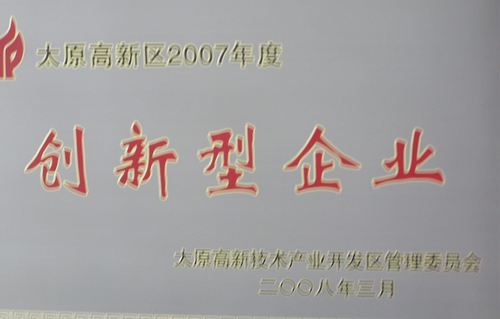 太原高新区2007年度
创新型企业
太原高新技术产业开发区管理委员会
二〇〇八年三月